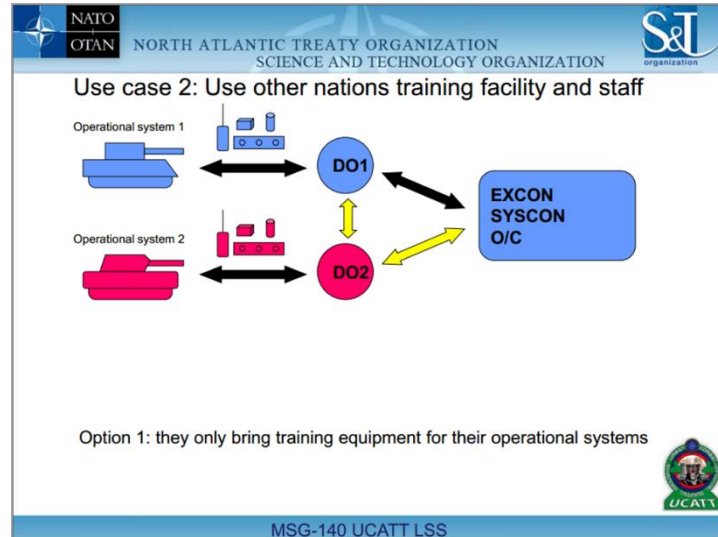 NATO
OTAN
NORTH ATLANTIC TREATY ORGANIZATION
SCIENCE AND TECHNOLOGY ORGANIZATION
S&T
organization
Use case 2: Use other nations training facility and staff
Operational system 1
DO1
EXCON
SYSCON
O/C
Operational system 2
DO2
Option 1: they only bring training equipment for their operational systems
UCATT
MSG-140 UCATT LSS